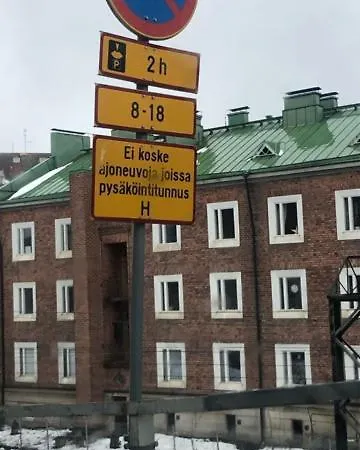 P
2 h
8-18
Ei koske
ajoneuvoja joissa
pysäköintitunnus
H